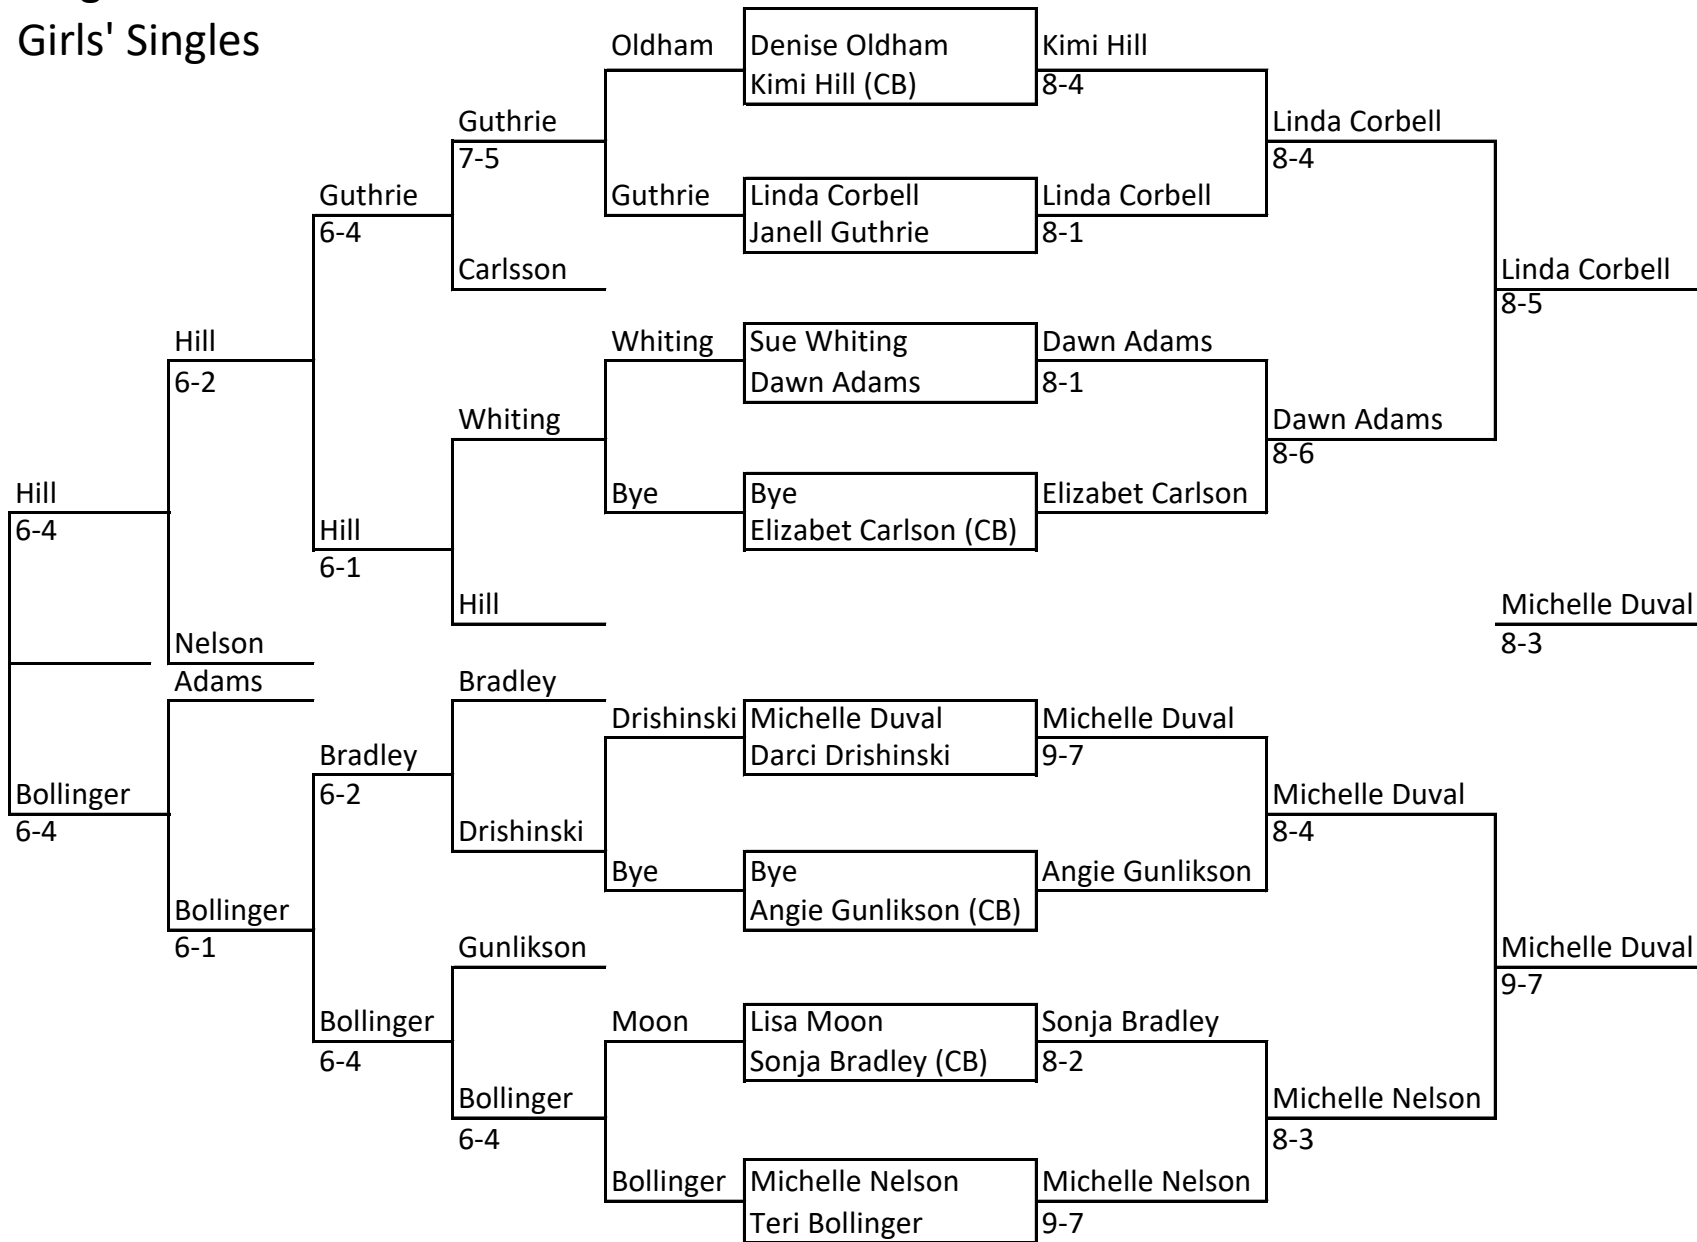 Girls' Singles
Oldham
Denise Oldham
Kimi Hill
Kimi Hill (CB)
8-4
Guthrie
Linda Corbell
7-5
8-4
Guthrie
Guthrie
Linda Corbell
Linda Corbell
6-4
Janell Guthrie
8-1
Carlsson
Linda Corbell
8-5
Hill
Whiting
Sue Whiting
Dawn Adams
6-2
Dawn Adams
8-1
Whiting
Dawn Adams
8-6
Hill
Bye
Bye
Elizabet Carlson
6-4
Hill
Elizabet Carlson (CB)
6-1
Hill
Michelle Duval
Nelson
8-3
Adams
Bradley
Drishinski
Michelle Duval
Michelle Duval
Bradley
Darci Drishinski
9-7
Bollinger
6-2
Michelle Duval
6-4
Drishinski
8-4
Bye
Bye
Angie Gunlikson
Bollinger
Angie Gunlikson (CB)
6-1
Gunlikson
Michelle Duval
9-7
Bollinger
Moon
Lisa Moon
Sonja Bradley
6-4
Sonja Bradley (CB)
8-2
Bollinger
Michelle Nelson
6-4
8-3
Bollinger
Michelle Nelson
Michelle Nelson
Teri Bollinger
9-7